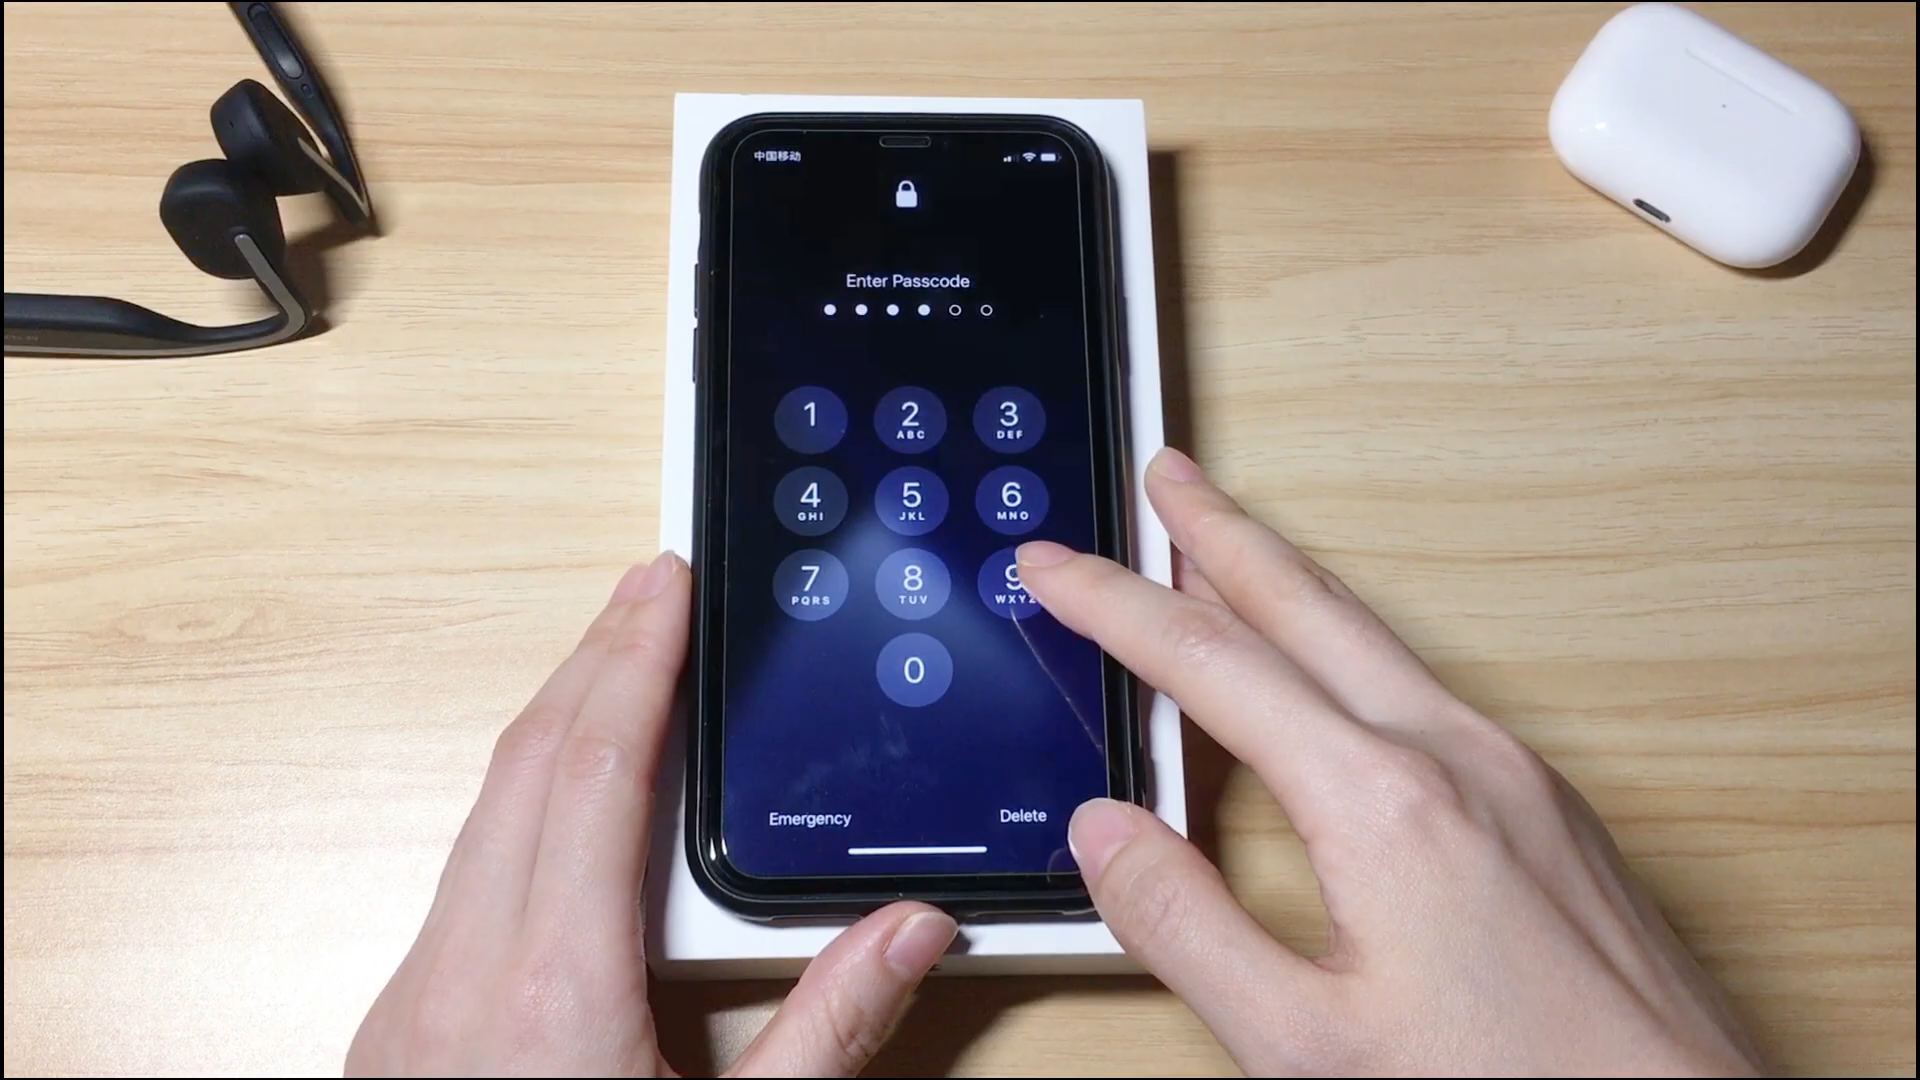 中国移动
Enter Passcode
1 2 3
ABC DEF
4 5 6
GHI JKL MNO
7 8 9
PQRS TUV WXYZ
0
Emergency Delete